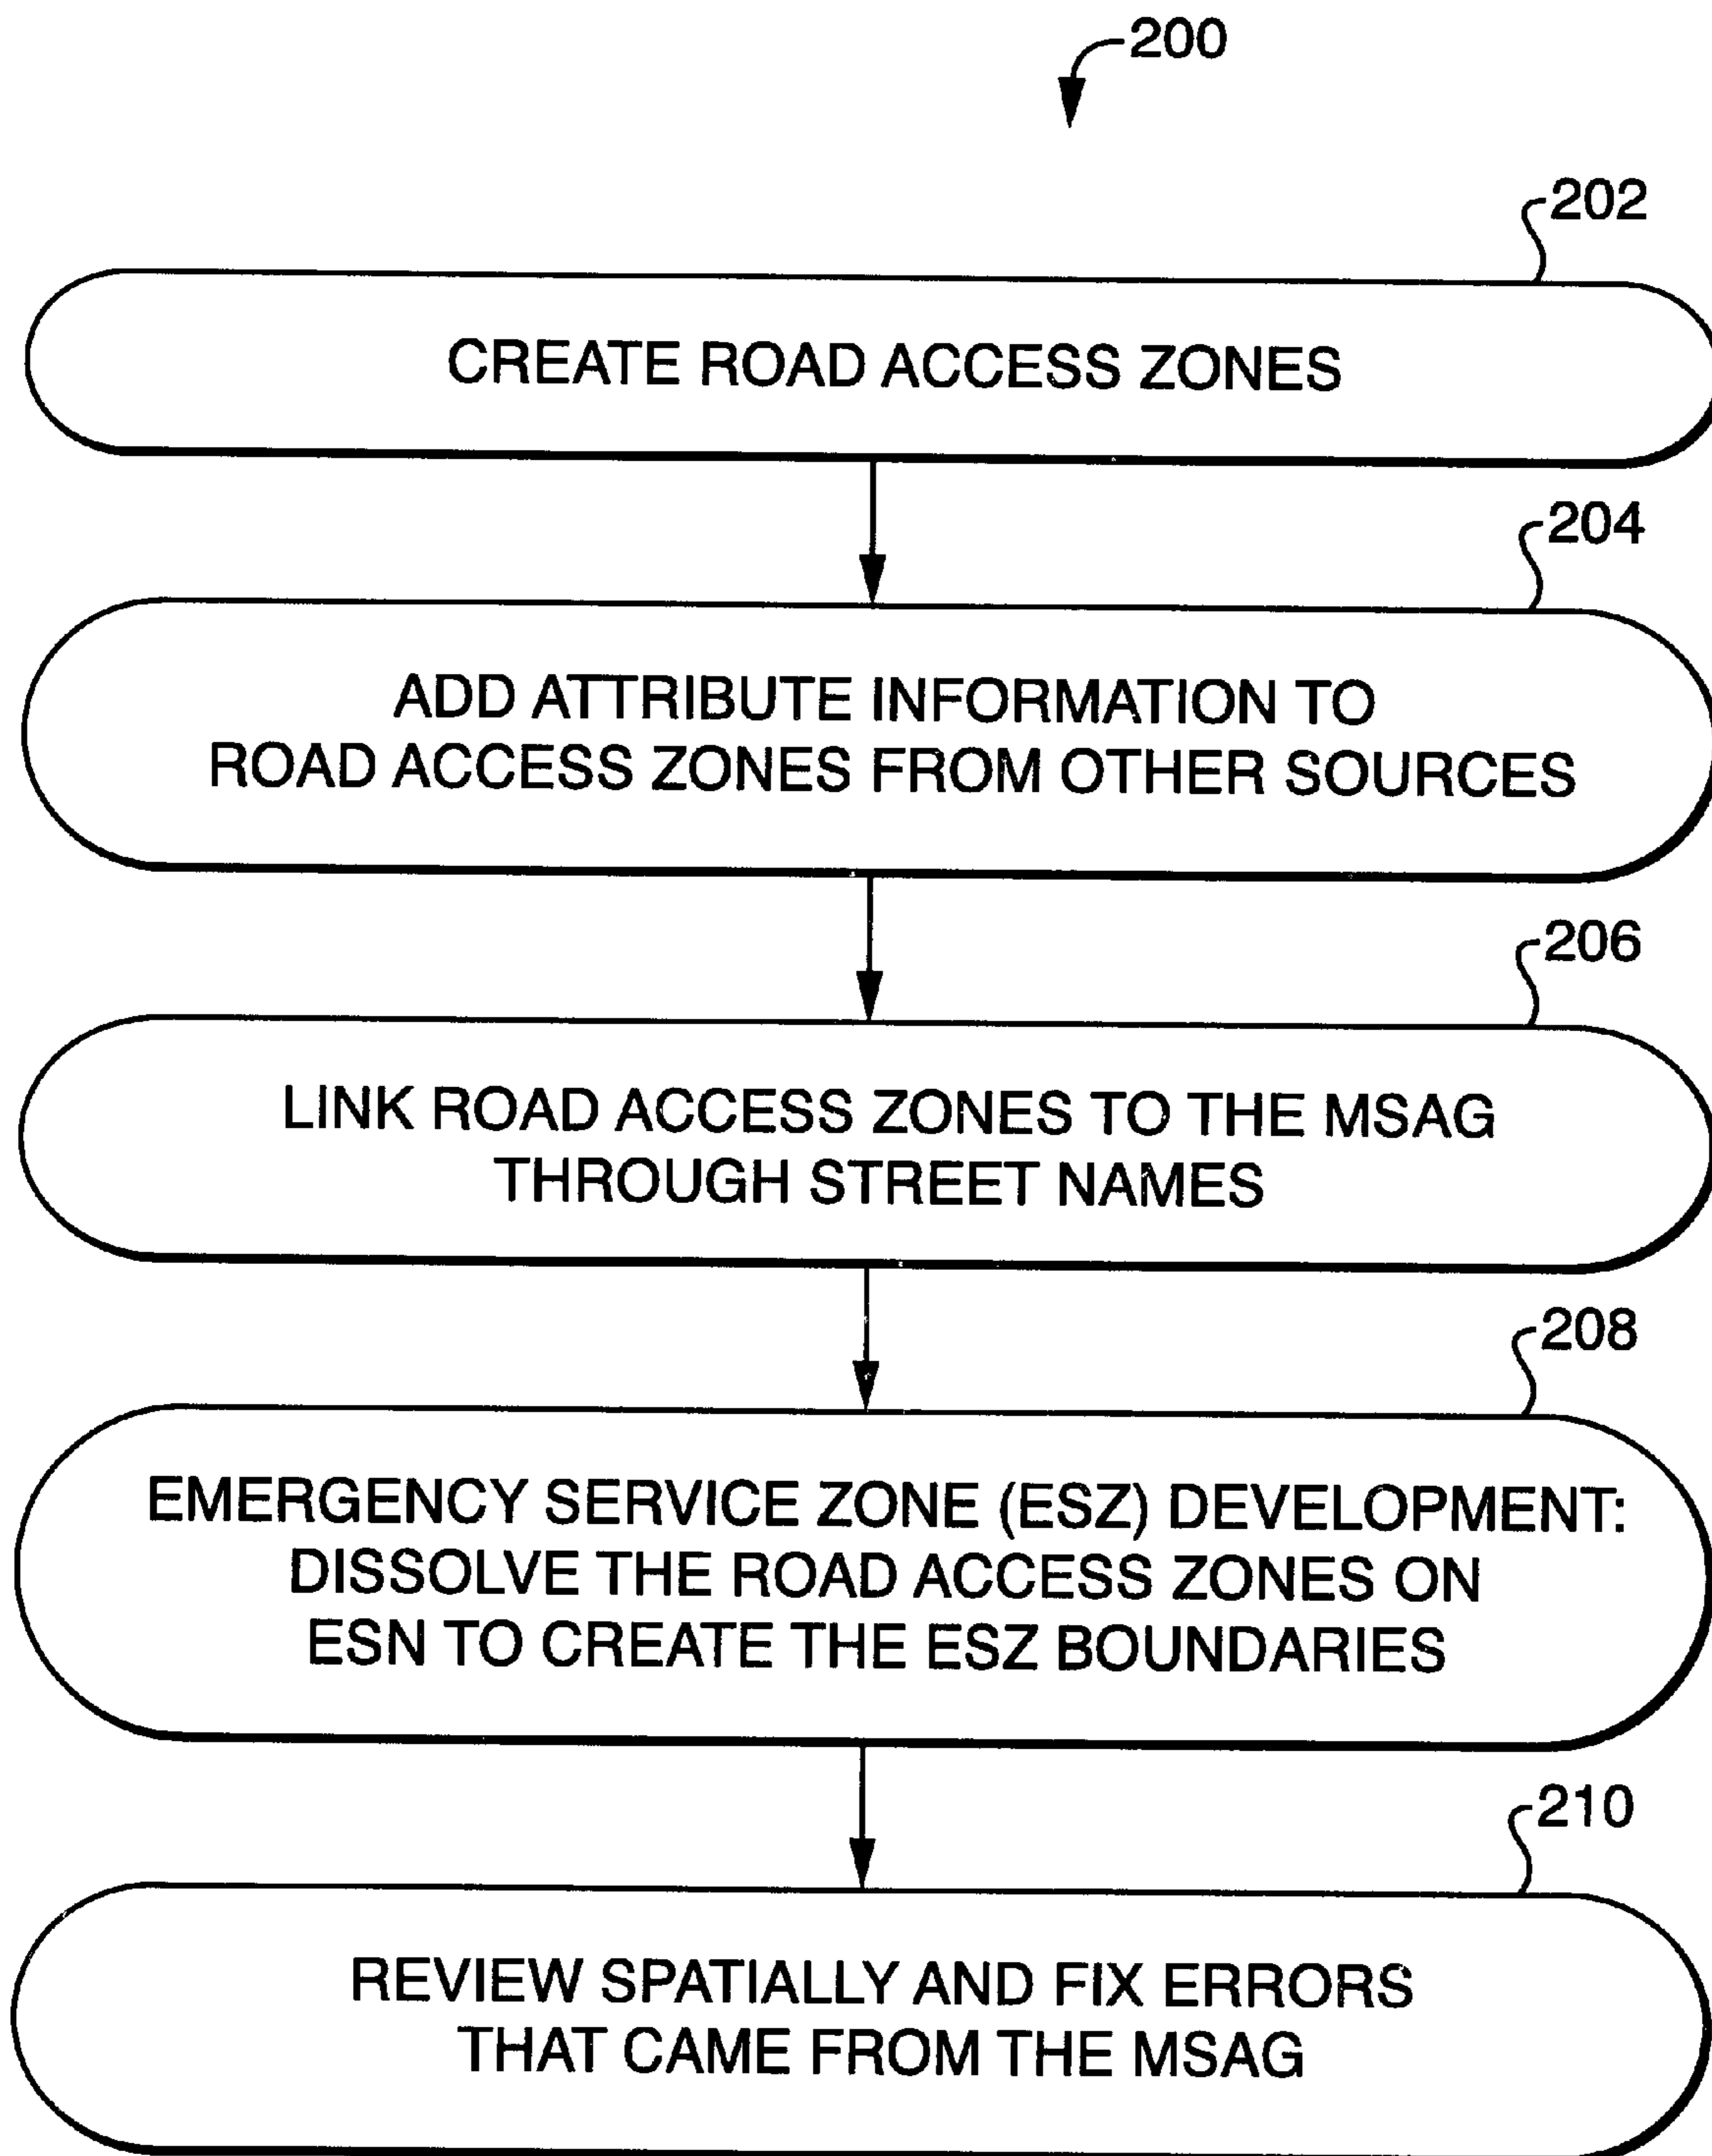 200
202
CREATE ROAD ACCESS ZONES
204
ADD ATTRIBUTE INFORMATION TO
ROAD ACCESS ZONES FROM OTHER SOURCES
206
LINK ROAD ACCESS ZONES TO THE MSAG
THROUGH STREET NAMES
208
EMERGENCY SERVICE ZONE (ESZ) DEVELOPMENT:
DISSOLVE THE ROAD ACCESS ZONES ON
ESN TO CREATE THE ESZ BOUNDARIES
210
REVIEW SPATIALLY AND FIX ERRORS
THAT CAME FROM THE MSAG